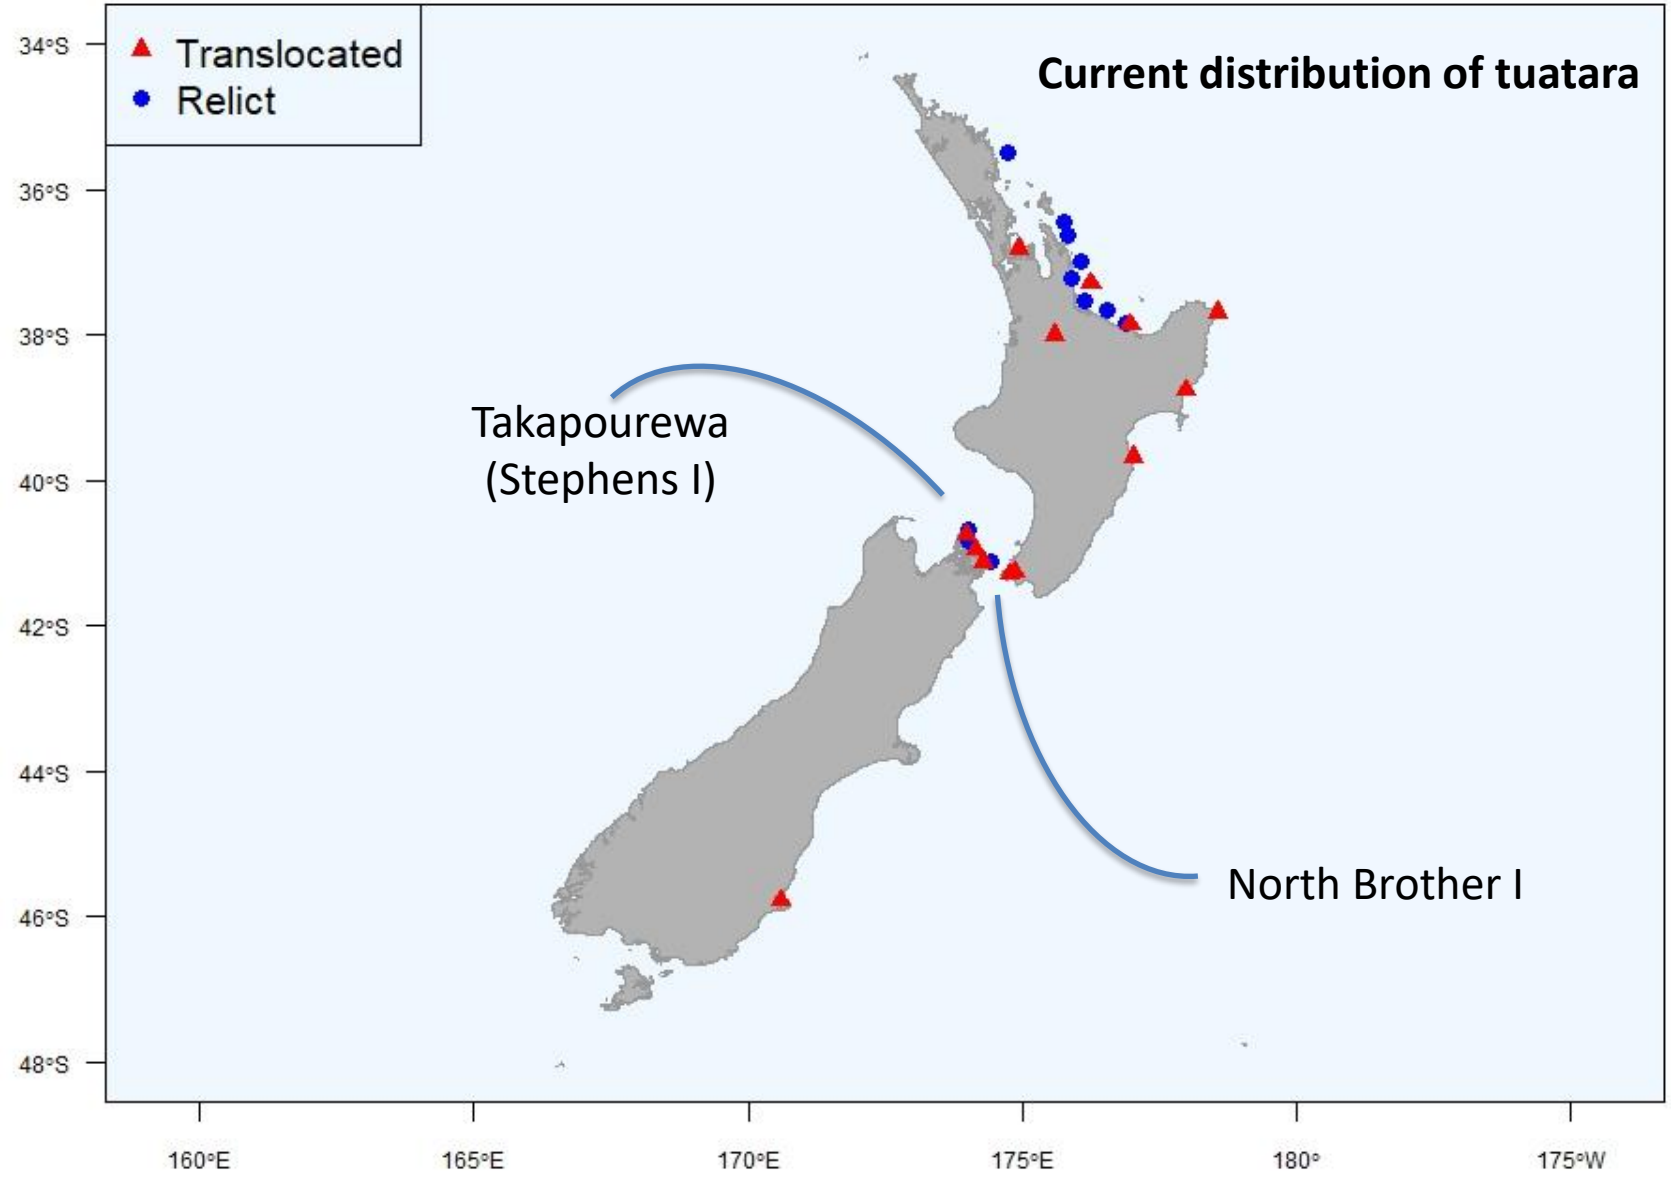 Translocated
Relict
Current distribution of tuatara
34°S
36°S
38°S
40°S
42°S
44°S
46°S
48°S
Takapourewa
(Stephens I)
North Brother I
160°E
165°E
170°E
175°E
180°
175°W